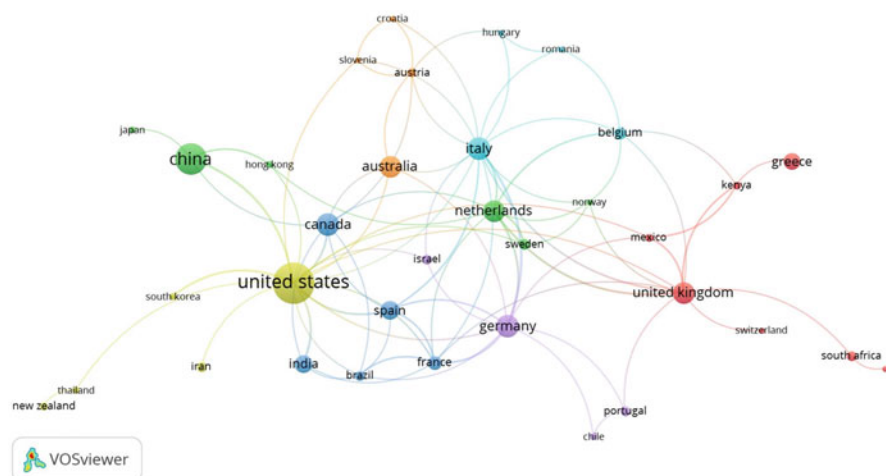 croatia
hungary
romania
slovenia
austria
japan
china
hong kong
australia
italy
belgium
greece
kenya
netherlands
norway
canada
sweden
mexico
israel
united states
south korea
spain
germany
united kingdom
switzerland
south africa
iran
india
brazil
france
thailand
new zealand
portugal
chile
VOSviewer